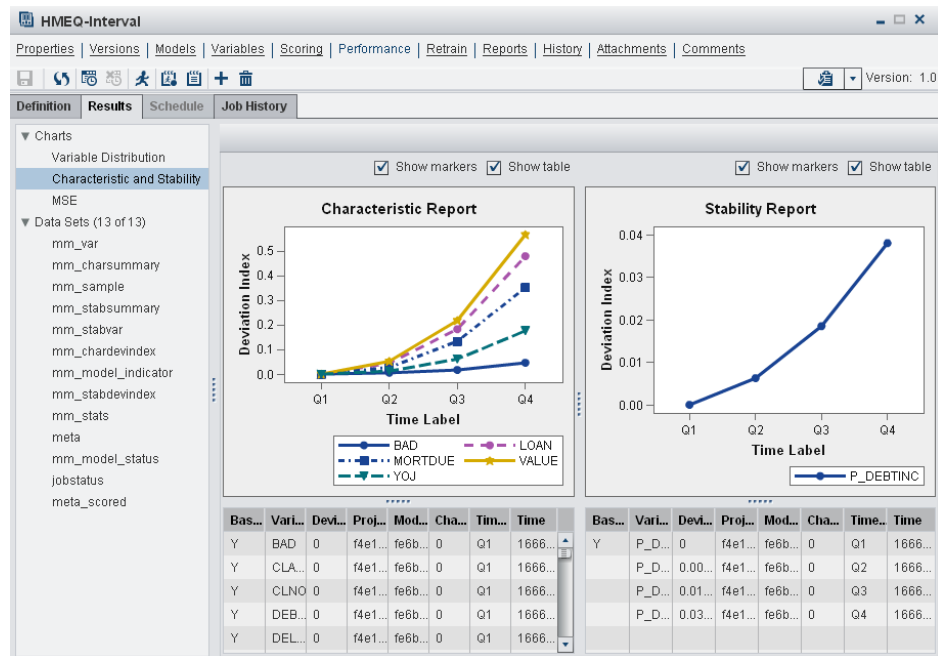 HMEQ-Interval
Properties | Versions | Models | Variables | Scoring | Performance | Retrain | Reports | History | Attachments | Comments
Version: 1.0
Definition Results Schedule Job History
Charts
Variable Distribution
Characteristic and Stability
MSE
Data Sets (13 of 13)
mm_var
mm_charsummary
mm_sample
mm_stabsummary
mm_stabvar
mm_chardevindex
mm_model_indicator
mm_stabdevindex
mm_stats
meta
mm_model_status
jobstatus
meta_scored
Show markers Show table
Characteristic Report
Deviation Index
0.5
0.4
0.3
0.2
0.1
0.0
Q1 Q2 Q3 Q4
Time Label
BAD LOAN
MORTDUE VALUE
YOJ
Bas... Vari... Devi... Proj... Mod... Cha... Tim... Time
Y BAD 0 f4e1... fe6b... 0 Q1 1666...
Y CLA... 0 f4e1... fe6b... 0 Q1 1666...
Y CLNO 0 f4e1... fe6b... 0 Q1 1666...
Y DEB... 0 f4e1... fe6b... 0 Q1 1666...
Y DEL... 0 f4e1... fe6b... 0 Q1 1666...
Show markers Show table
Stability Report
Deviation Index
0.04
0.03
0.02
0.01
0.00
Q1 Q2 Q3 Q4
Time Label
P_DEBTINC
Bas... Vari... Devi... Proj... Mod... Cha... Time.. Time
Y P_D... 0 f4e1... fe6b... 0 Q1 1666...
P_D... 0.00... f4e1... fe6b... 0 Q2 1666...
P_D... 0.01... f4e1... fe6b... 0 Q3 1666...
P_D... 0.03... f4e1... fe6b... 0 Q4 1666...